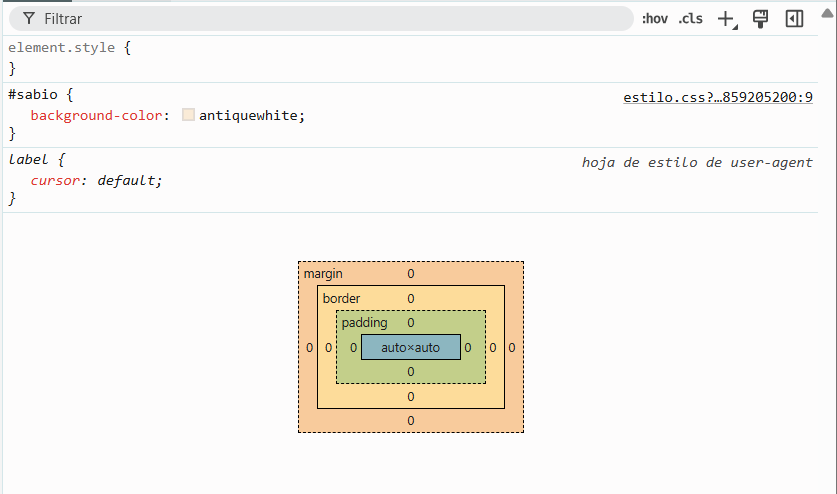 Filtrar :hov .cls
element.style {
}
#sabio { estilo.css?…859205200:9
background-color: antiquewhite;
}
label { hoja de estilo de user-agent
cursor: default;
}
margin 0
border 0
padding 0
0 0 0 auto×auto 0 0 0
0
0
0